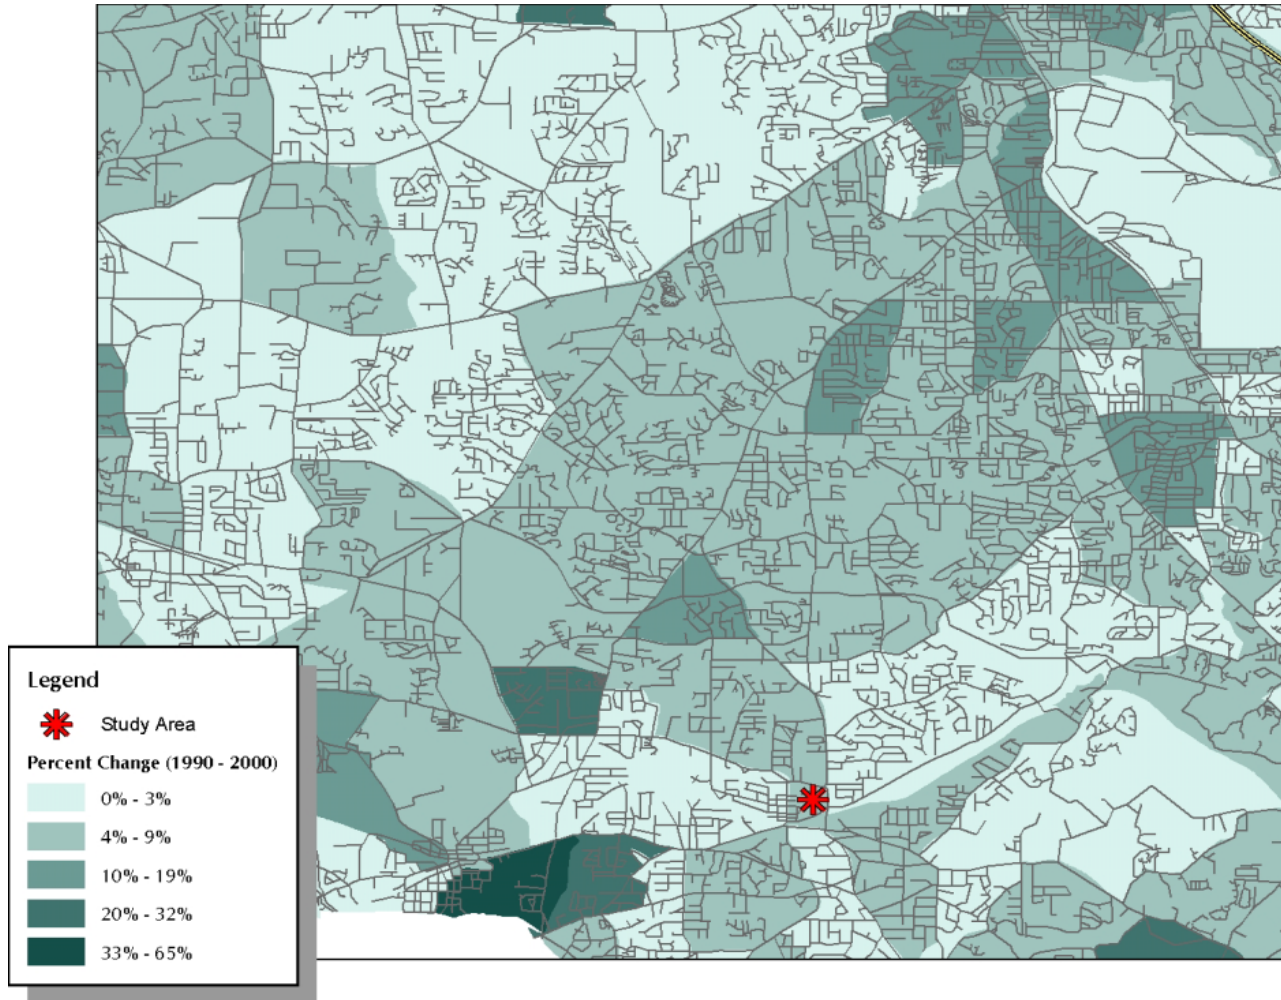 Legend
Study Area
Percent Change (1990 - 2000)
0% - 3%
4% - 9%
10% - 19%
20% - 32%
33% - 65%